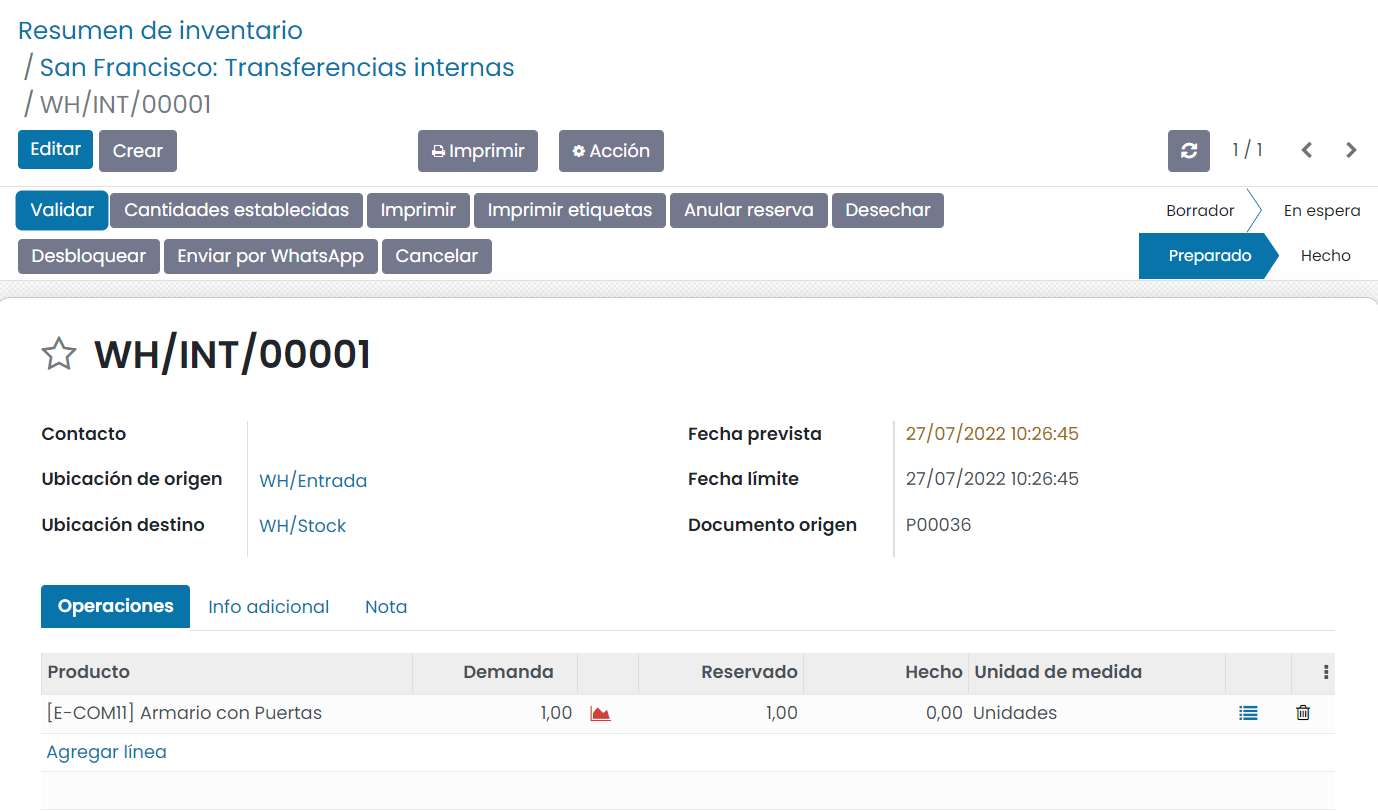 Resumen de inventario
/ San Francisco: Transferencias internas
/ WH/INT/00001
Editar Crear Imprimir Acción 1 / 1
Validar Cantidades establecidas Imprimir Imprimir etiquetas Anular reserva Desechar Borrador En espera
Desbloquear Enviar por WhatsApp Cancelar Preparado Hecho
WH/INT/00001
Contacto Fecha prevista 27/07/2022 10:26:45
Ubicación de origen WH/Entrada Fecha límite 27/07/2022 10:26:45
Ubicación destino WH/Stock Documento origen P00036
Operaciones Info adicional Nota
Producto Demanda Reservado Hecho Unidad de medida
[E-COM11] Armario con Puertas 1,00 1,00 0,00 Unidades
Agregar línea